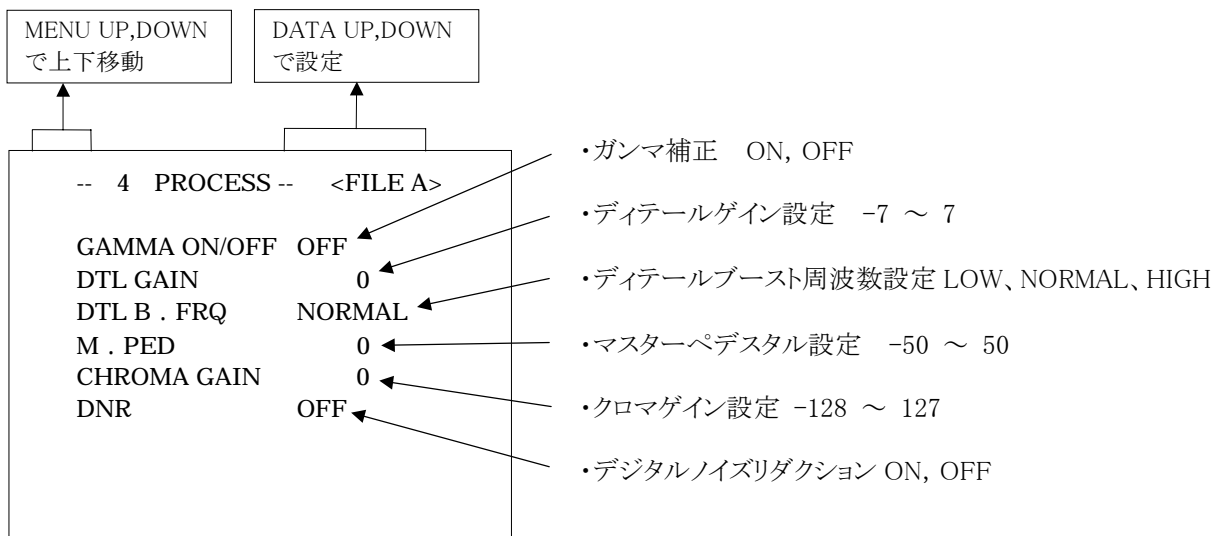 MENU UP,DOWN
で上下移動
DATA UP,DOWN
で設定
-- 4 PROCESS -- <FILE A>
GAMMA ON/OFF OFF
DTL GAIN 0
DTL B . FRQ NORMAL
M . PED 0
CHROMA GAIN 0
DNR OFF
・ガンマ補正 ON, OFF
・ディテールゲイン設定 -7 ～ 7
・ディテールブースト周波数設定 LOW、NORMAL、HIGH
・マスターペデスタル設定 -50 ～ 50
・クロマゲイン設定 -128 ～ 127
・デジタルノイズリダクション ON, OFF